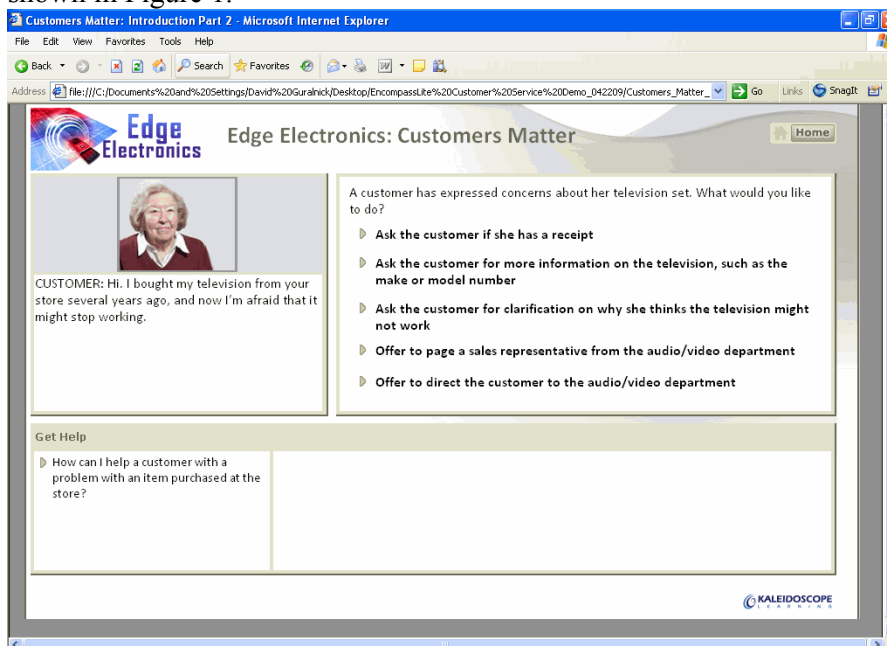 shown in Figure 1.
Customers Matter: Introduction Part 2 - Microsoft Internet Explorer
File Edit View Favorites Tools Help
Back Search Favorites
Address file:///C:/Documents%20and%20Settings/David%20Guralnick/Desktop/EncompassLite%20Customer%20Service%20Demo_042209/Customers_Matter_ Go Links SnagIt
Edge
Electronics
Edge Electronics: Customers Matter
Home
CUSTOMER: Hi. I bought my television from your
store several years ago, and now I'm afraid that it
might stop working.
A customer has expressed concerns about her television set. What would you like
to do?
Ask the customer if she has a receipt
Ask the customer for more information on the television, such as the
make or model number
Ask the customer for clarification on why she thinks the television might
not work
Offer to page a sales representative from the audio/video department
Offer to direct the customer to the audio/video department
Get Help
How can I help a customer with a
problem with an item purchased at the
store?
KALEIDOSCOPE
LEARNING